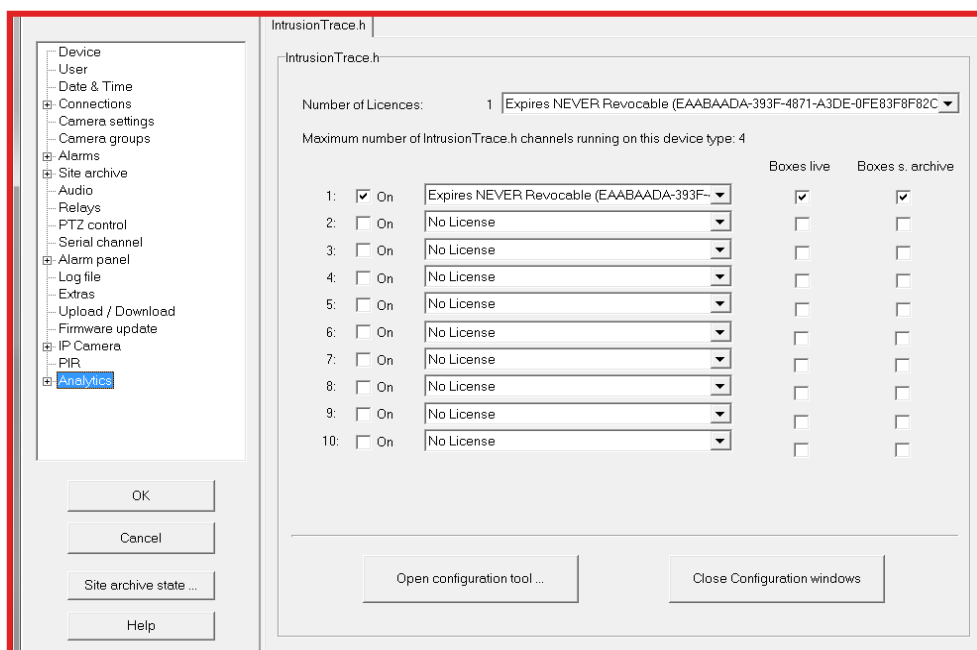 IntrusionTrace.h
Device
User
Date & Time
Connections
Camera settings
Camera groups
Alarms
Site archive
Audio
Relays
PTZ control
Serial channel
Alarm panel
Log file
Extras
Upload / Download
Firmware update
IP Camera
PIR
Analytics
OK
Cancel
Site archive state ...
Help
IntrusionTrace.h
Number of Licences: 1 Expires NEVER Revocable (EAABAADA-393F-4871-A3DE-0FE83F8F82C
Maximum number of IntrusionTrace.h channels running on this device type: 4
Boxes live Boxes s. archive
1: On Expires NEVER Revocable (EAABAADA-393F-
2: On No License
3: On No License
4: On No License
5: On No License
6: On No License
7: On No License
8: On No License
9: On No License
10: On No License
Open configuration tool ... Close Configuration windows